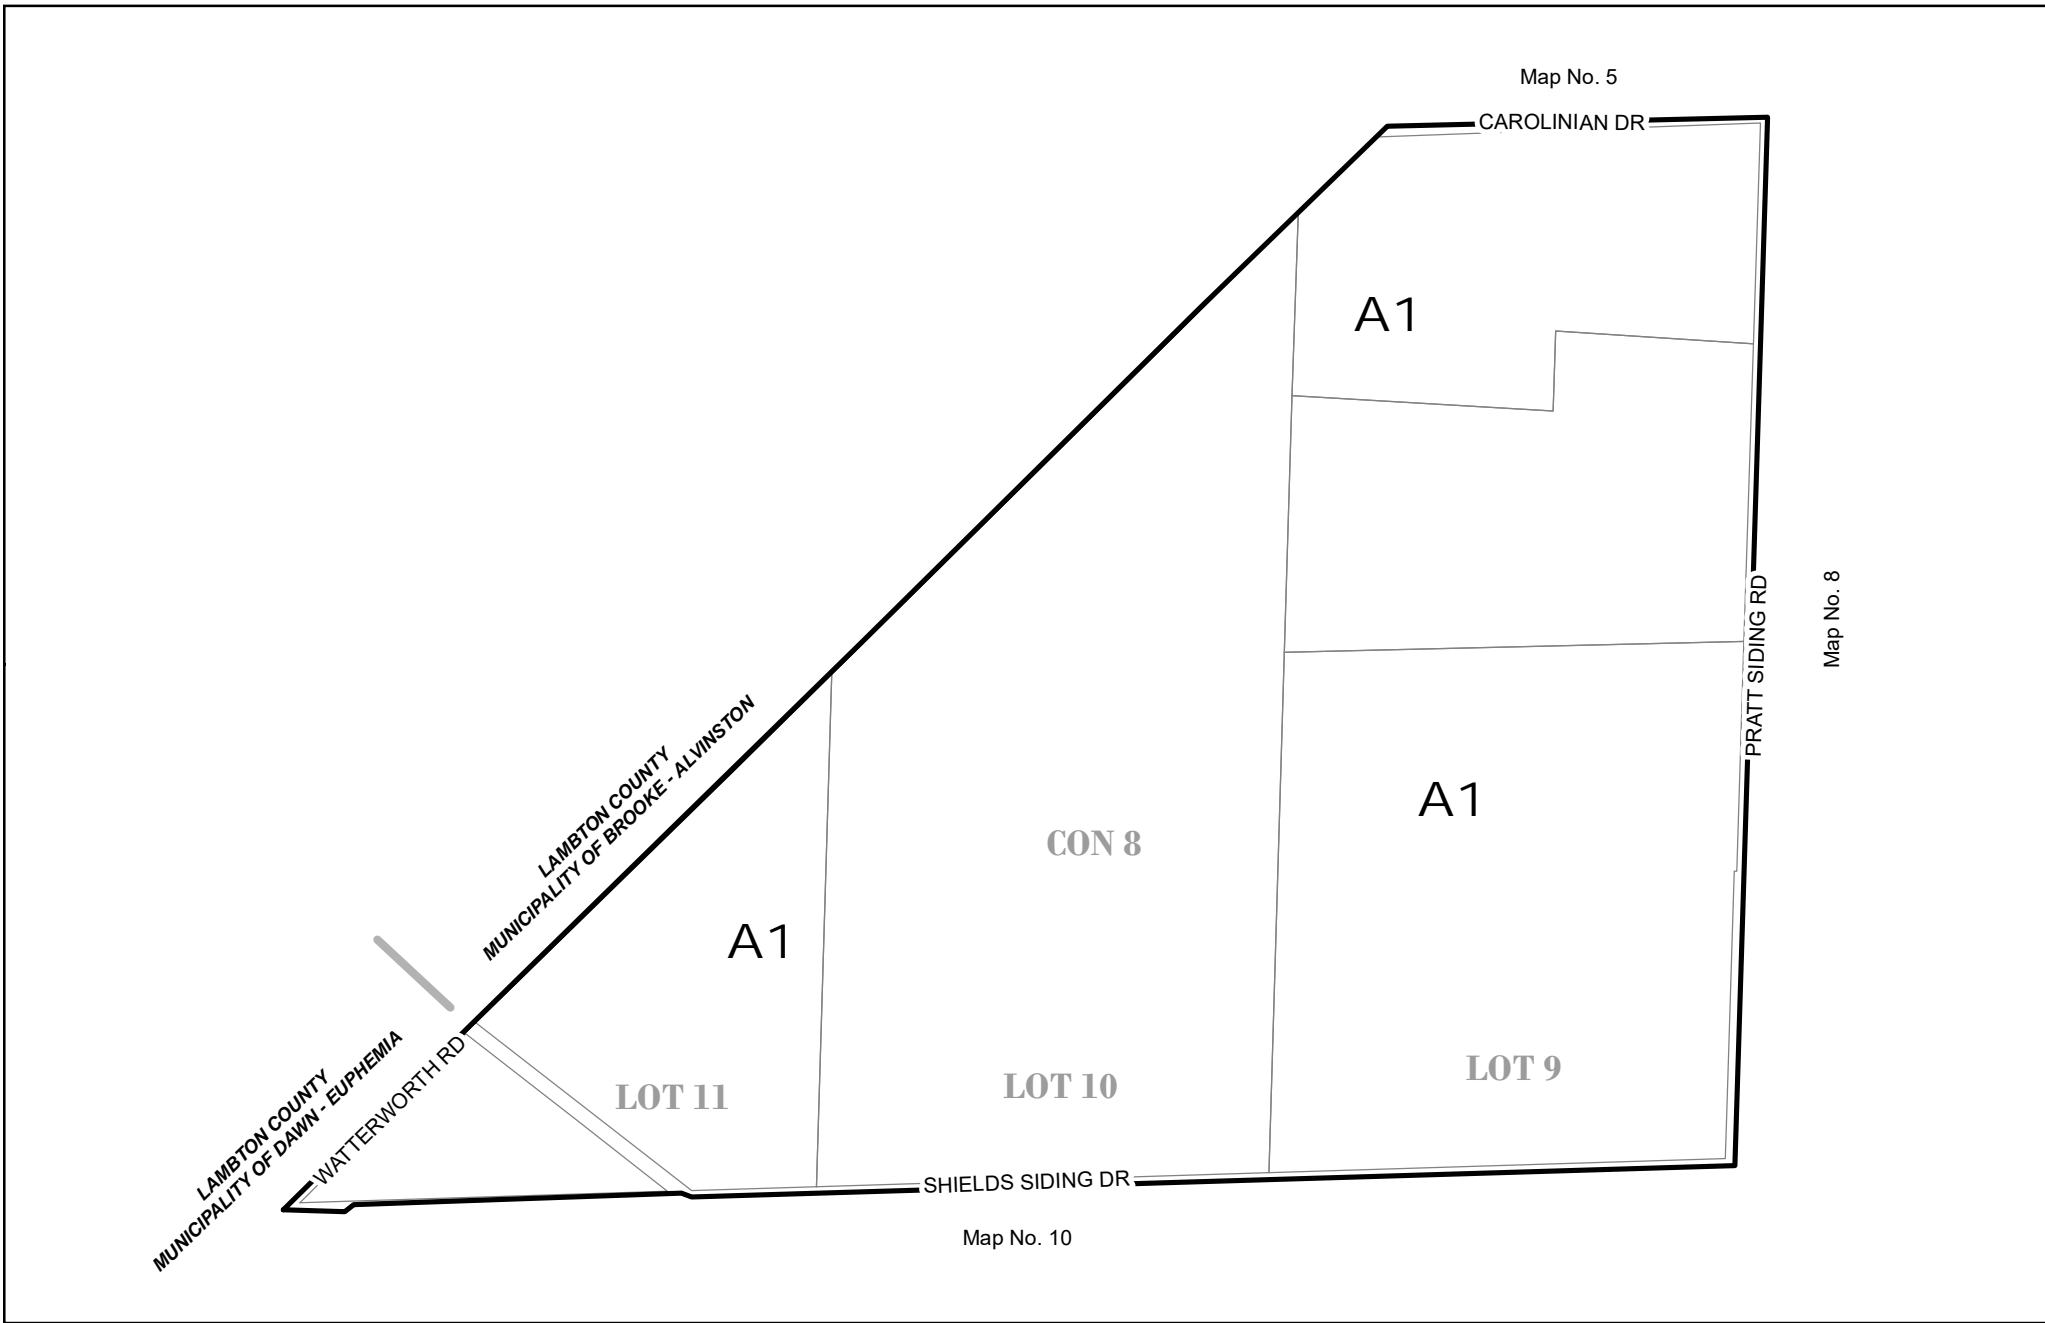 Map No. 5
CAROLINIAN DR
A1
PRATT SIDING RD
Map No. 8
LAMBTON COUNTY
MUNICIPALITY OF BROOKE - ALVINSTON
A1
CON 8
A1
LAMBTON COUNTY
MUNICIPALITY OF DAWN - EUPHEMIA
WATTERWORTH RD
LOT 11
LOT 10
LOT 9
SHIELDS SIDING DR
Map No. 10